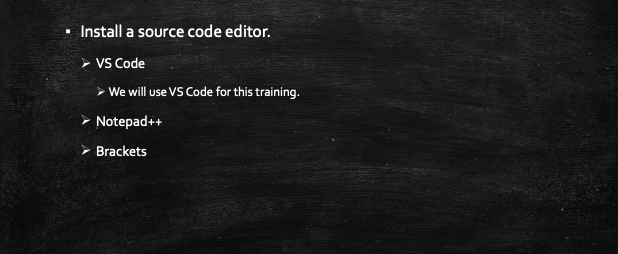 Install a source code editor.
VS Code
We will use VS Code for this training.
Notepad++
Brackets